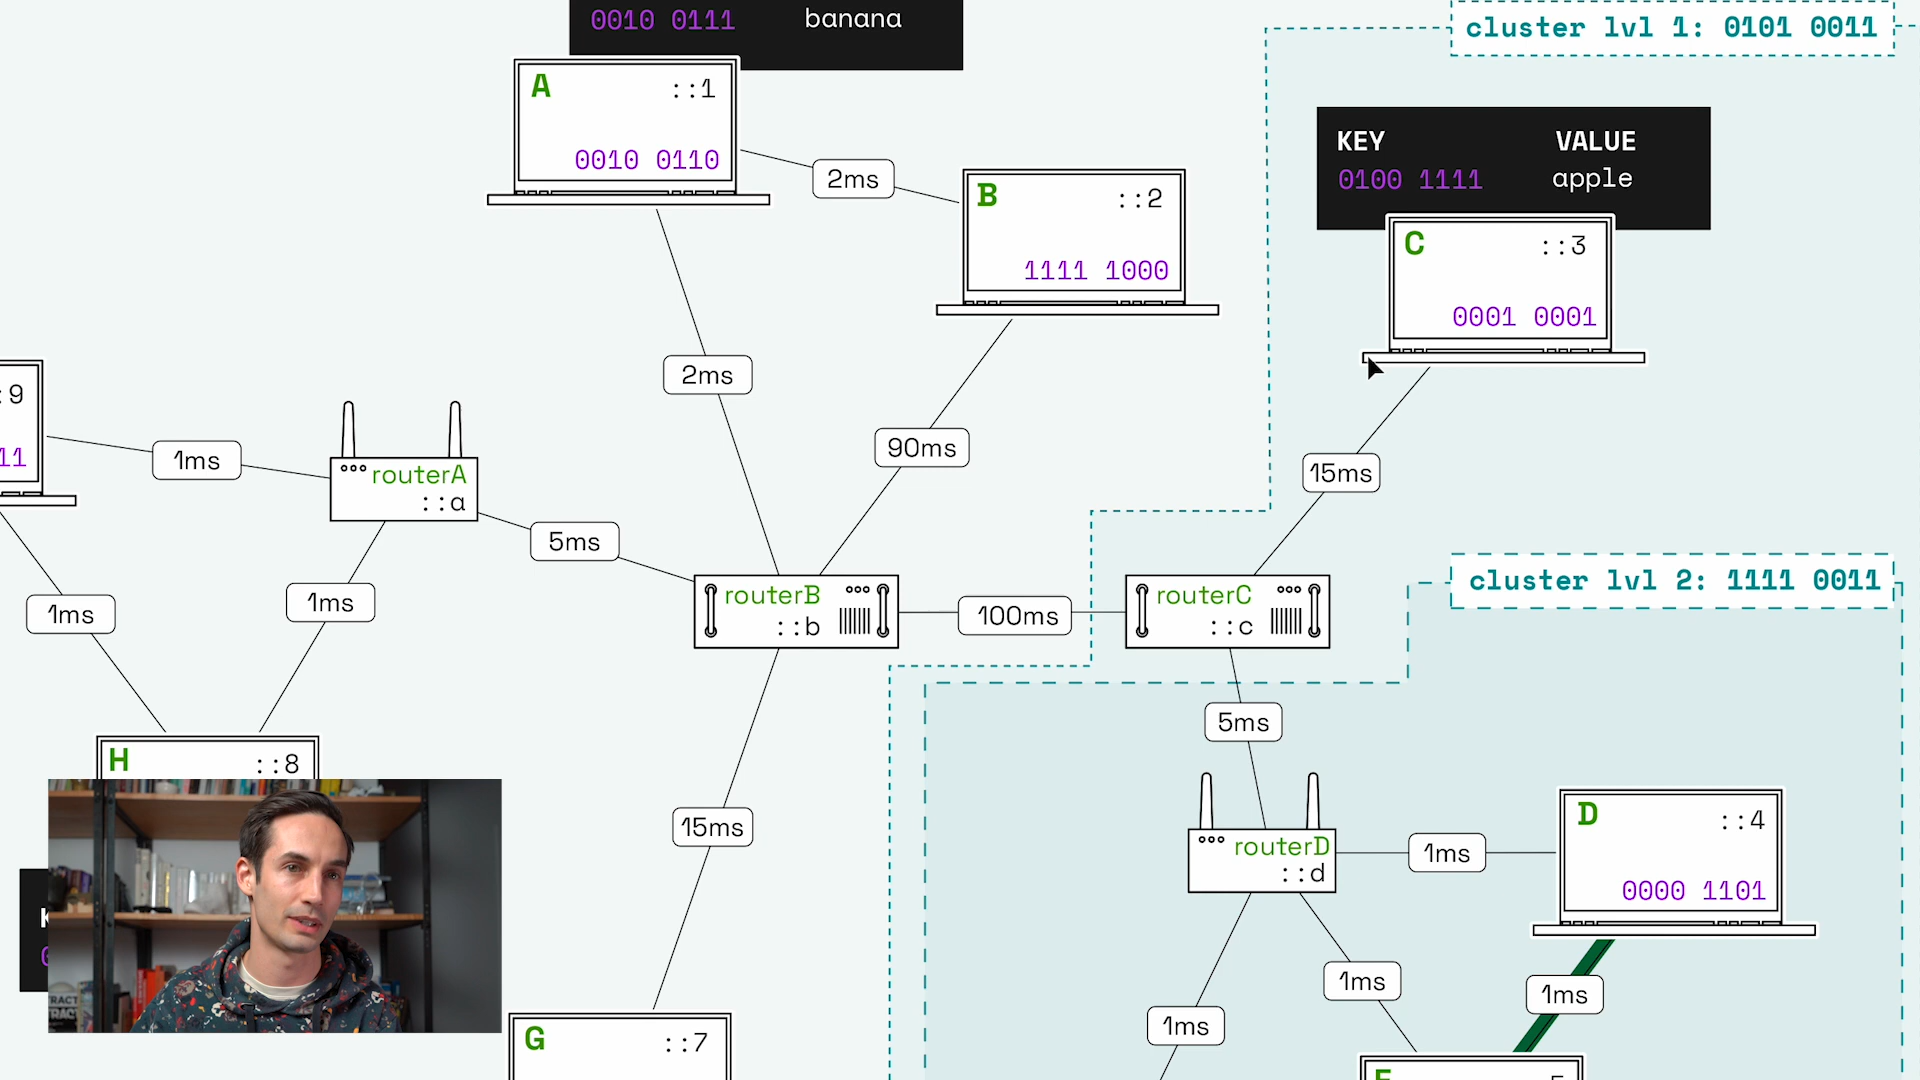 0010 0111 banana
cluster lvl 1: 0101 0011
A ::1
0010 0110
KEY VALUE
0100 1111 apple
2ms
B ::2
1111 1000
C ::3
0001 0001
2ms
:9
11
1ms
routerA
::a
90ms
15ms
5ms
1ms
1ms
routerB
::b
100ms
routerC
::c
cluster lvl 2: 1111 0011
5ms
H ::8
15ms
routerD
::d
1ms
D ::4
0000 1101
1ms
1ms
1ms
G ::7